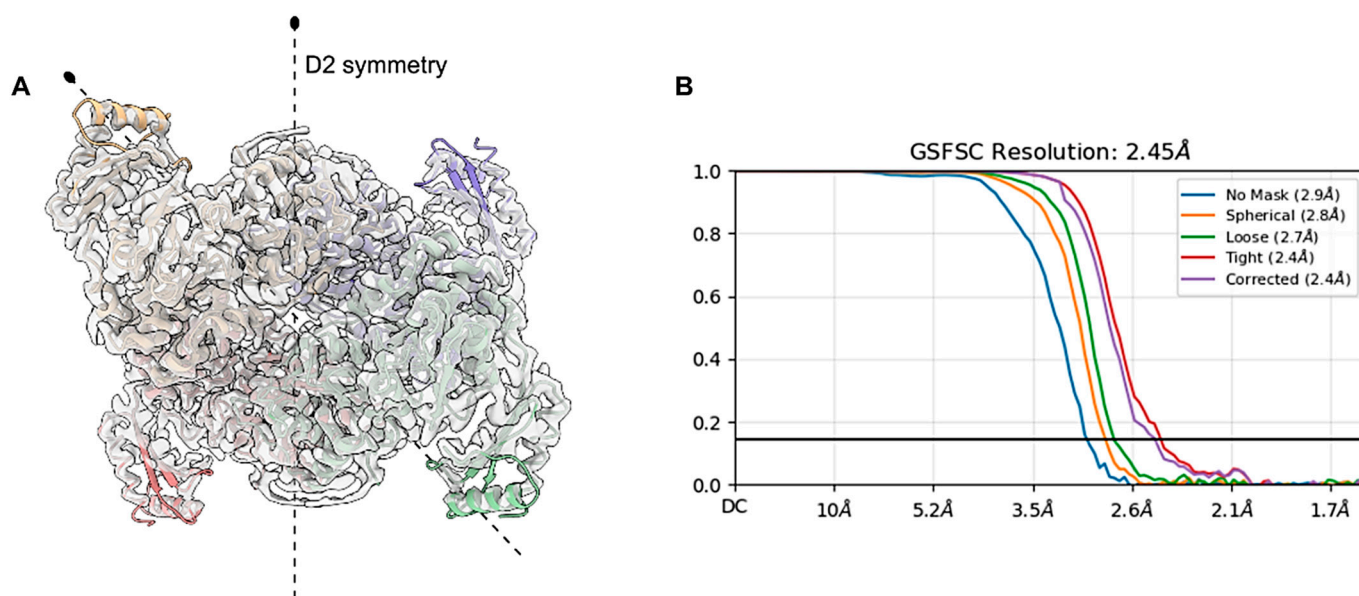 D2 symmetry
A
B
GSFSC Resolution: 2.45Å
1.0
0.8
0.6
0.4
0.2
0.0
No Mask (2.9Å)
Spherical (2.8Å)
Loose (2.7Å)
Tight (2.4Å)
Corrected (2.4Å)
DC 10Å 5.2Å 3.5Å 2.6Å 2.1Å 1.7Å